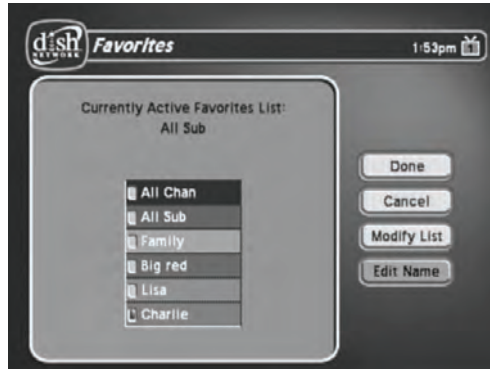 dish
NETWORK
Favorites
1:53pm
Currently Active Favorites List:
All Sub
All Chan
All Sub
Family
Big red
Lisa
Charlie
Done
Cancel
Modify List
Edit Name